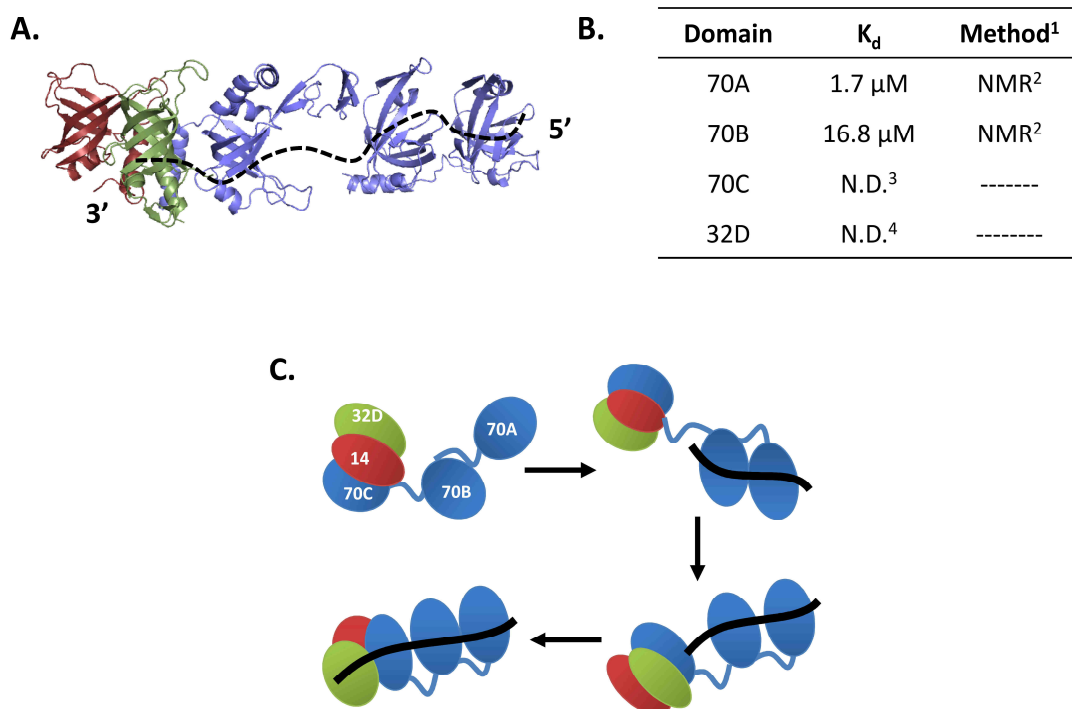 A.
5’
3’
B.
Domain K_d Method¹
70A 1.7 µM NMR²
70B 16.8 µM NMR²
70C N.D.³ -------
32D N.D.⁴ --------
C.
32D
14
70C
70B
70A